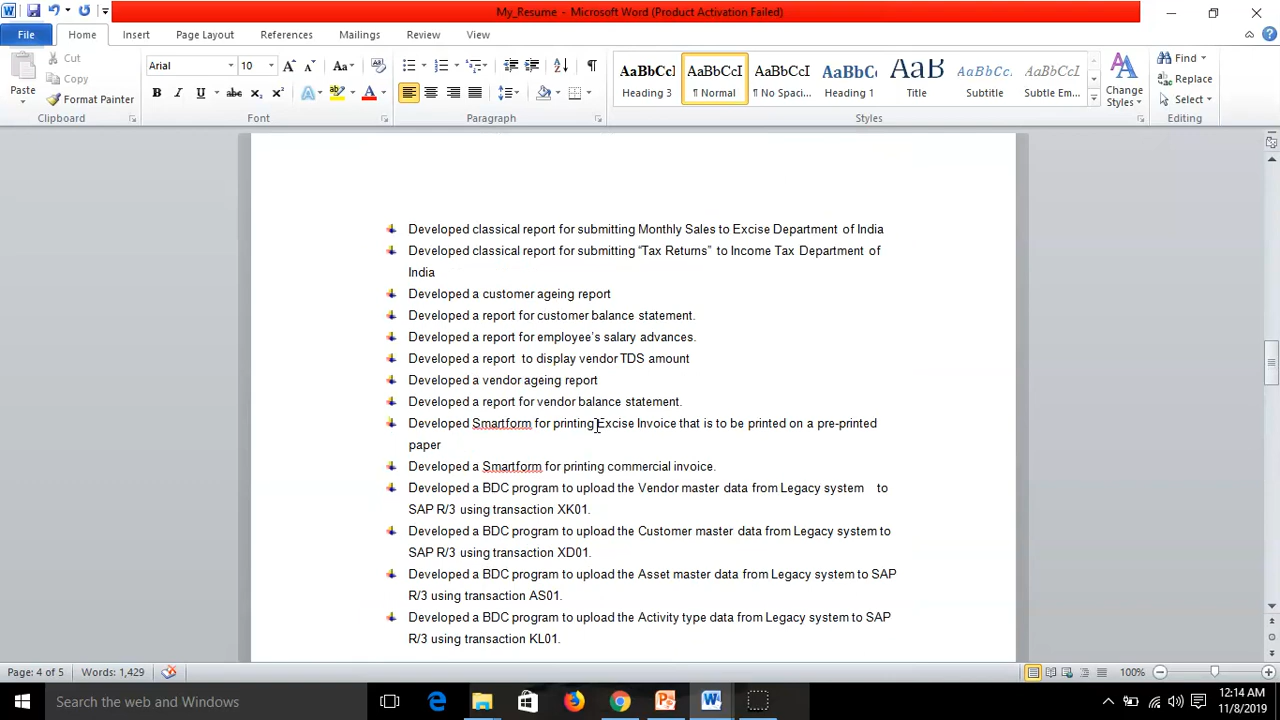 My_Resume - Microsoft Word (Product Activation Failed)
File Home Insert Page Layout References Mailings Review View
Paste
Cut
Copy
Format Painter
Clipboard
Arial 10
Font
Paragraph
AaBbCcI AaBbCcI AaBbCcI AaBbC( AaB AaBbCcI AaBbCcI
Heading 3 ¶ Normal ¶ No Spaci... Heading 1 Title Subtitle Subtle Em...
Styles
Change Styles
Find
Replace
Select
Editing
Developed classical report for submitting Monthly Sales to Excise Department of India
Developed classical report for submitting “Tax Returns” to Income Tax Department of
India
Developed a customer ageing report
Developed a report for customer balance statement.
Developed a report for employee’s salary advances.
Developed a report to display vendor TDS amount
Developed a vendor ageing report
Developed a report for vendor balance statement.
Developed Smartform for printing Excise Invoice that is to be printed on a pre-printed
paper
Developed a Smartform for printing commercial invoice.
Developed a BDC program to upload the Vendor master data from Legacy system to
SAP R/3 using transaction XK01.
Developed a BDC program to upload the Customer master data from Legacy system to
SAP R/3 using transaction XD01.
Developed a BDC program to upload the Asset master data from Legacy system to SAP
R/3 using transaction AS01.
Developed a BDC program to upload the Activity type data from Legacy system to SAP
R/3 using transaction KL01.
Page: 4 of 5 Words: 1,429 100%
Search the web and Windows
12:14 AM
11/8/2019